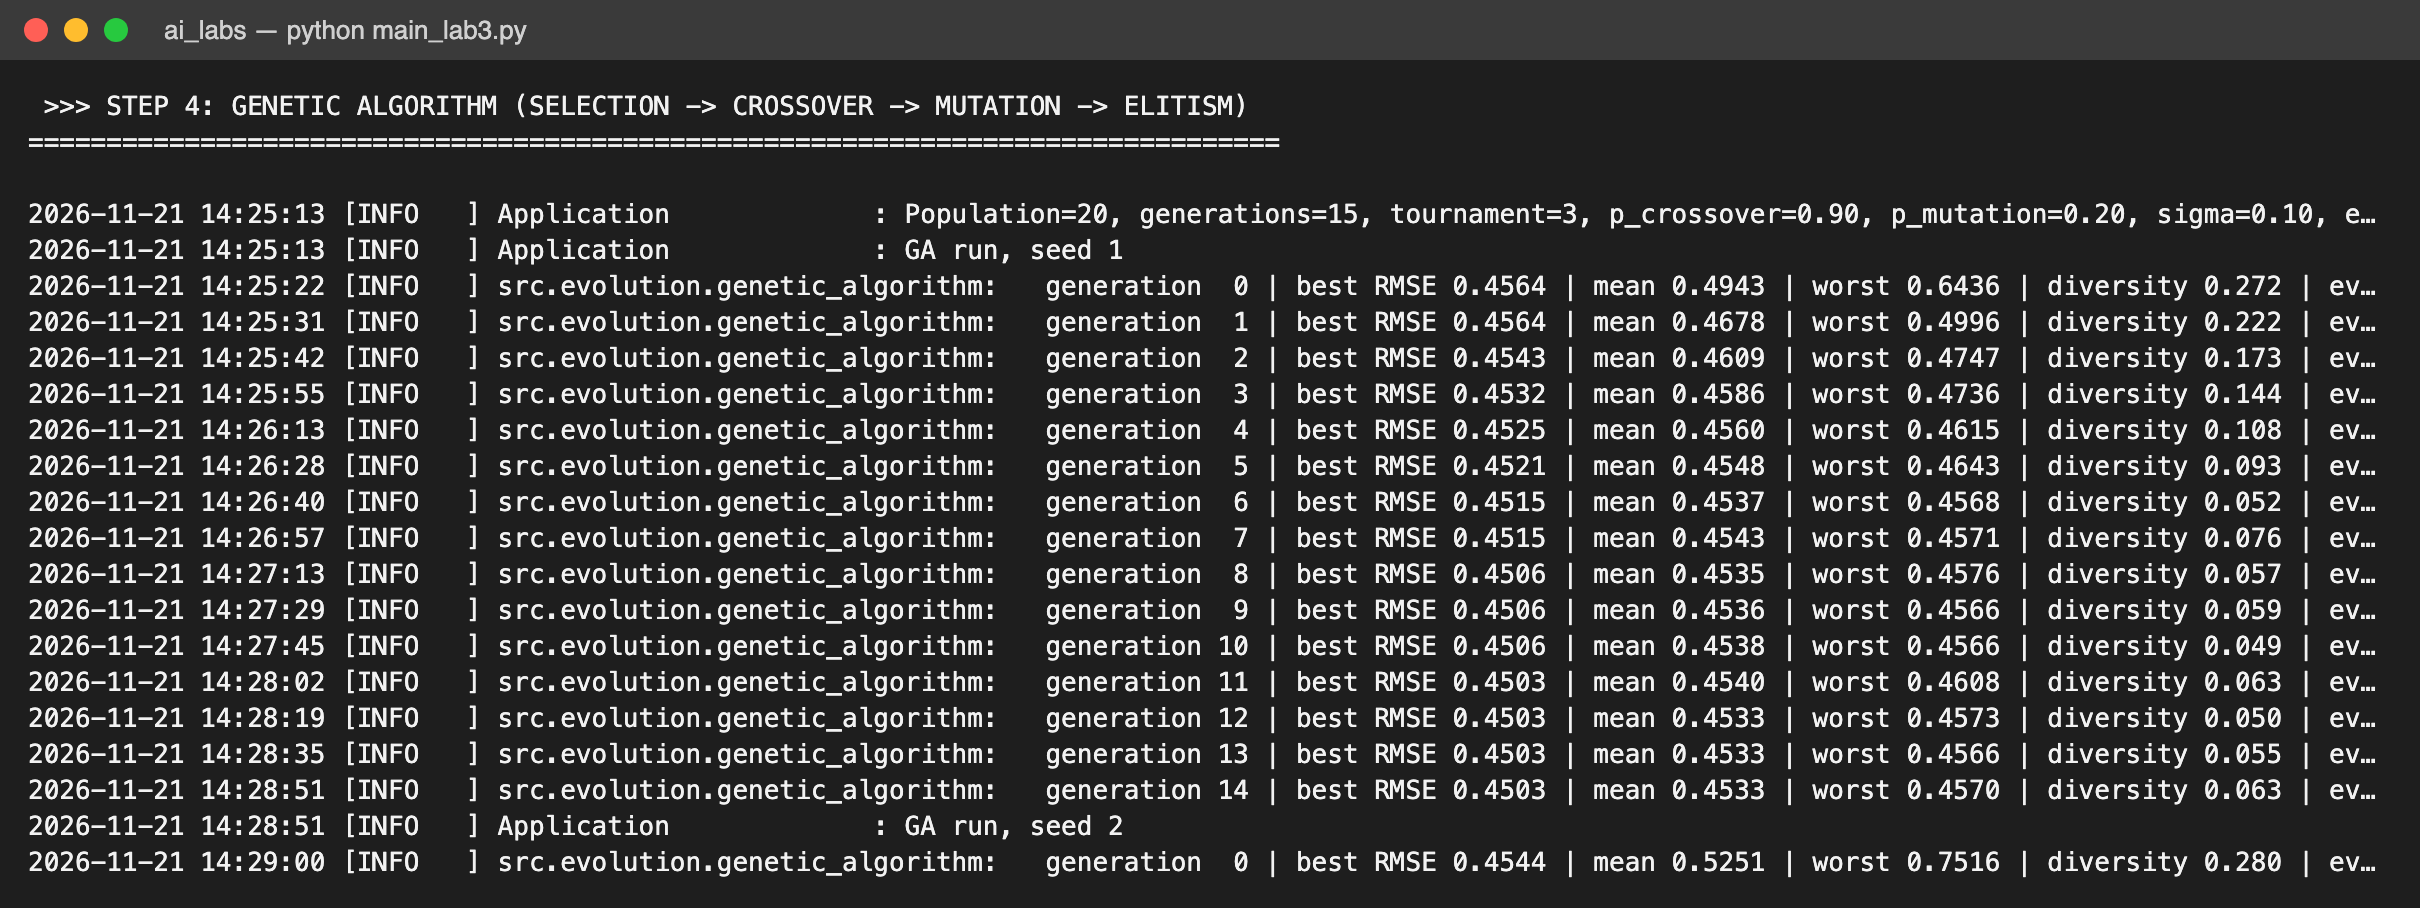 ai_labs — python main_lab3.py
>>> STEP 4: GENETIC ALGORITHM (SELECTION -> CROSSOVER -> MUTATION -> ELITISM)
================================================================================
2026-11-21 14:25:13 [INFO   ] Application             : Population=20, generations=15, tournament=3, p_crossover=0.90, p_mutation=0.20, sigma=0.10, e…
2026-11-21 14:25:13 [INFO   ] Application             : GA run, seed 1
2026-11-21 14:25:22 [INFO   ] src.evolution.genetic_algorithm:   generation  0 | best RMSE 0.4564 | mean 0.4943 | worst 0.6436 | diversity 0.272 | ev…
2026-11-21 14:25:31 [INFO   ] src.evolution.genetic_algorithm:   generation  1 | best RMSE 0.4564 | mean 0.4678 | worst 0.4996 | diversity 0.222 | ev…
2026-11-21 14:25:42 [INFO   ] src.evolution.genetic_algorithm:   generation  2 | best RMSE 0.4543 | mean 0.4609 | worst 0.4747 | diversity 0.173 | ev…
2026-11-21 14:25:55 [INFO   ] src.evolution.genetic_algorithm:   generation  3 | best RMSE 0.4532 | mean 0.4586 | worst 0.4736 | diversity 0.144 | ev…
2026-11-21 14:26:13 [INFO   ] src.evolution.genetic_algorithm:   generation  4 | best RMSE 0.4525 | mean 0.4560 | worst 0.4615 | diversity 0.108 | ev…
2026-11-21 14:26:28 [INFO   ] src.evolution.genetic_algorithm:   generation  5 | best RMSE 0.4521 | mean 0.4548 | worst 0.4643 | diversity 0.093 | ev…
2026-11-21 14:26:40 [INFO   ] src.evolution.genetic_algorithm:   generation  6 | best RMSE 0.4515 | mean 0.4537 | worst 0.4568 | diversity 0.052 | ev…
2026-11-21 14:26:57 [INFO   ] src.evolution.genetic_algorithm:   generation  7 | best RMSE 0.4515 | mean 0.4543 | worst 0.4571 | diversity 0.076 | ev…
2026-11-21 14:27:13 [INFO   ] src.evolution.genetic_algorithm:   generation  8 | best RMSE 0.4506 | mean 0.4535 | worst 0.4576 | diversity 0.057 | ev…
2026-11-21 14:27:29 [INFO   ] src.evolution.genetic_algorithm:   generation  9 | best RMSE 0.4506 | mean 0.4536 | worst 0.4566 | diversity 0.059 | ev…
2026-11-21 14:27:45 [INFO   ] src.evolution.genetic_algorithm:   generation 10 | best RMSE 0.4506 | mean 0.4538 | worst 0.4566 | diversity 0.049 | ev…
2026-11-21 14:28:02 [INFO   ] src.evolution.genetic_algorithm:   generation 11 | best RMSE 0.4503 | mean 0.4540 | worst 0.4608 | diversity 0.063 | ev…
2026-11-21 14:28:19 [INFO   ] src.evolution.genetic_algorithm:   generation 12 | best RMSE 0.4503 | mean 0.4533 | worst 0.4573 | diversity 0.050 | ev…
2026-11-21 14:28:35 [INFO   ] src.evolution.genetic_algorithm:   generation 13 | best RMSE 0.4503 | mean 0.4533 | worst 0.4566 | diversity 0.055 | ev…
2026-11-21 14:28:51 [INFO   ] src.evolution.genetic_algorithm:   generation 14 | best RMSE 0.4503 | mean 0.4533 | worst 0.4570 | diversity 0.063 | ev…
2026-11-21 14:28:51 [INFO   ] Application             : GA run, seed 2
2026-11-21 14:29:00 [INFO   ] src.evolution.genetic_algorithm:   generation  0 | best RMSE 0.4544 | mean 0.5251 | worst 0.7516 | diversity 0.280 | ev…